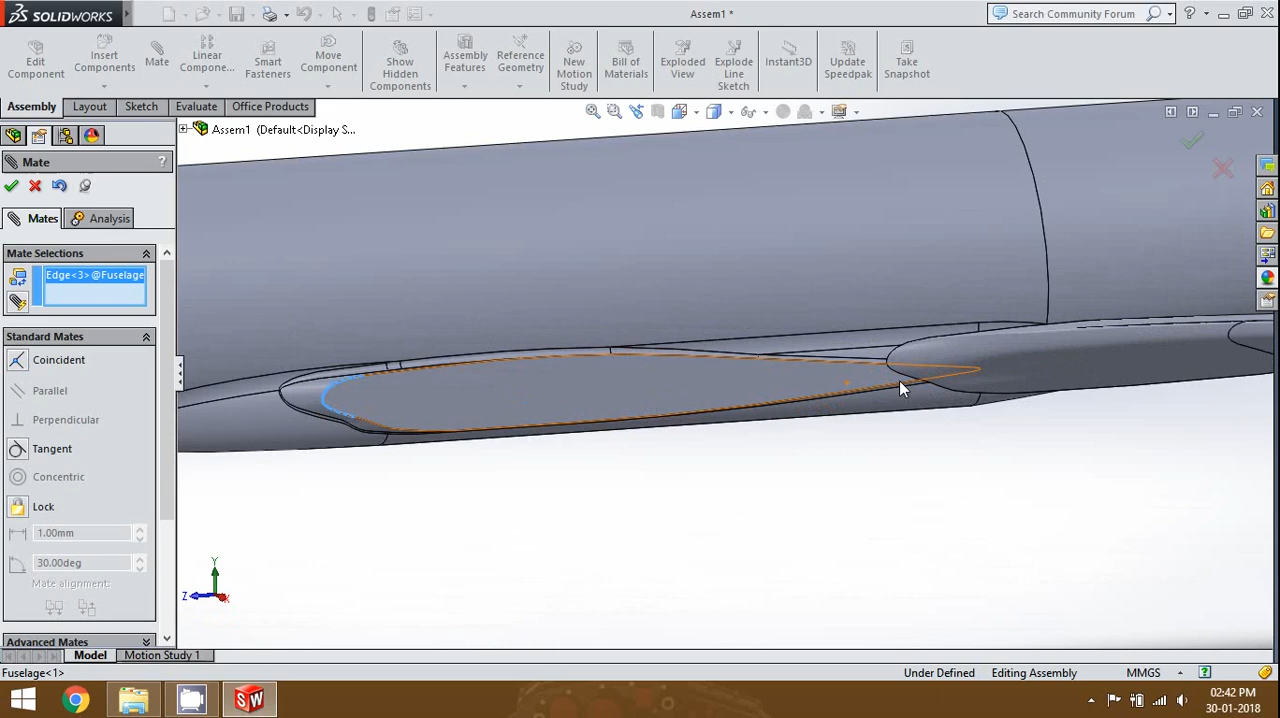 SOLIDWORKS
Assem1 *
Search Community Forum
Edit Component
Insert Components
Mate
Linear Compone...
Smart Fasteners
Move Component
Show Hidden Components
Assembly Features
Reference Geometry
New Motion Study
Bill of Materials
Exploded View
Explode Line Sketch
Instant3D
Update Speedpak
Take Snapshot
Assembly
Layout
Sketch
Evaluate
Office Products
Assem1 (Default<Display S...
Mate
?
Mates
Analysis
Mate Selections
Edge<3>@Fuselage
Standard Mates
Coincident
Parallel
Perpendicular
Tangent
Concentric
Lock
1.00mm
30.00deg
Mate alignment:
Advanced Mates
Y
Z
X
Model
Motion Study 1
Fuselage<1>
Under Defined
Editing Assembly
MMGS
?
SW
02:42 PM
30-01-2018